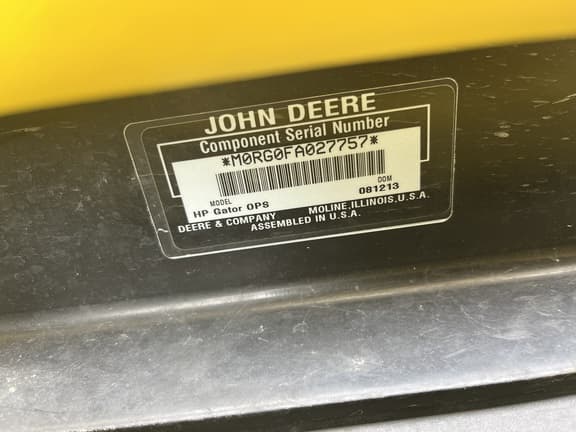 JOHN DEERE
Component Serial Number
*M0RG0FA027757*
MODEL DOM
HP Gator OPS 081213
DEERE & COMPANY MOLINE,ILLINOIS,U.S.A.
ASSEMBLED IN U.S.A.